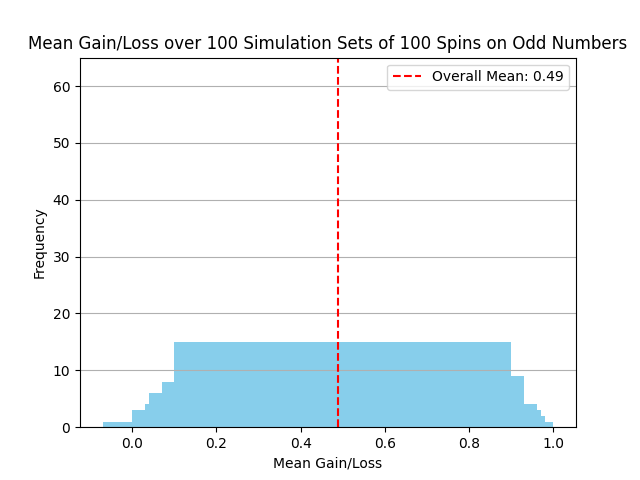 Mean Gain/Loss over 100 Simulation Sets of 100 Spins on Odd Numbers
Overall Mean: 0.49
60
50
40
30
20
10
0
Frequency
0.0 0.2 0.4 0.6 0.8 1.0
Mean Gain/Loss